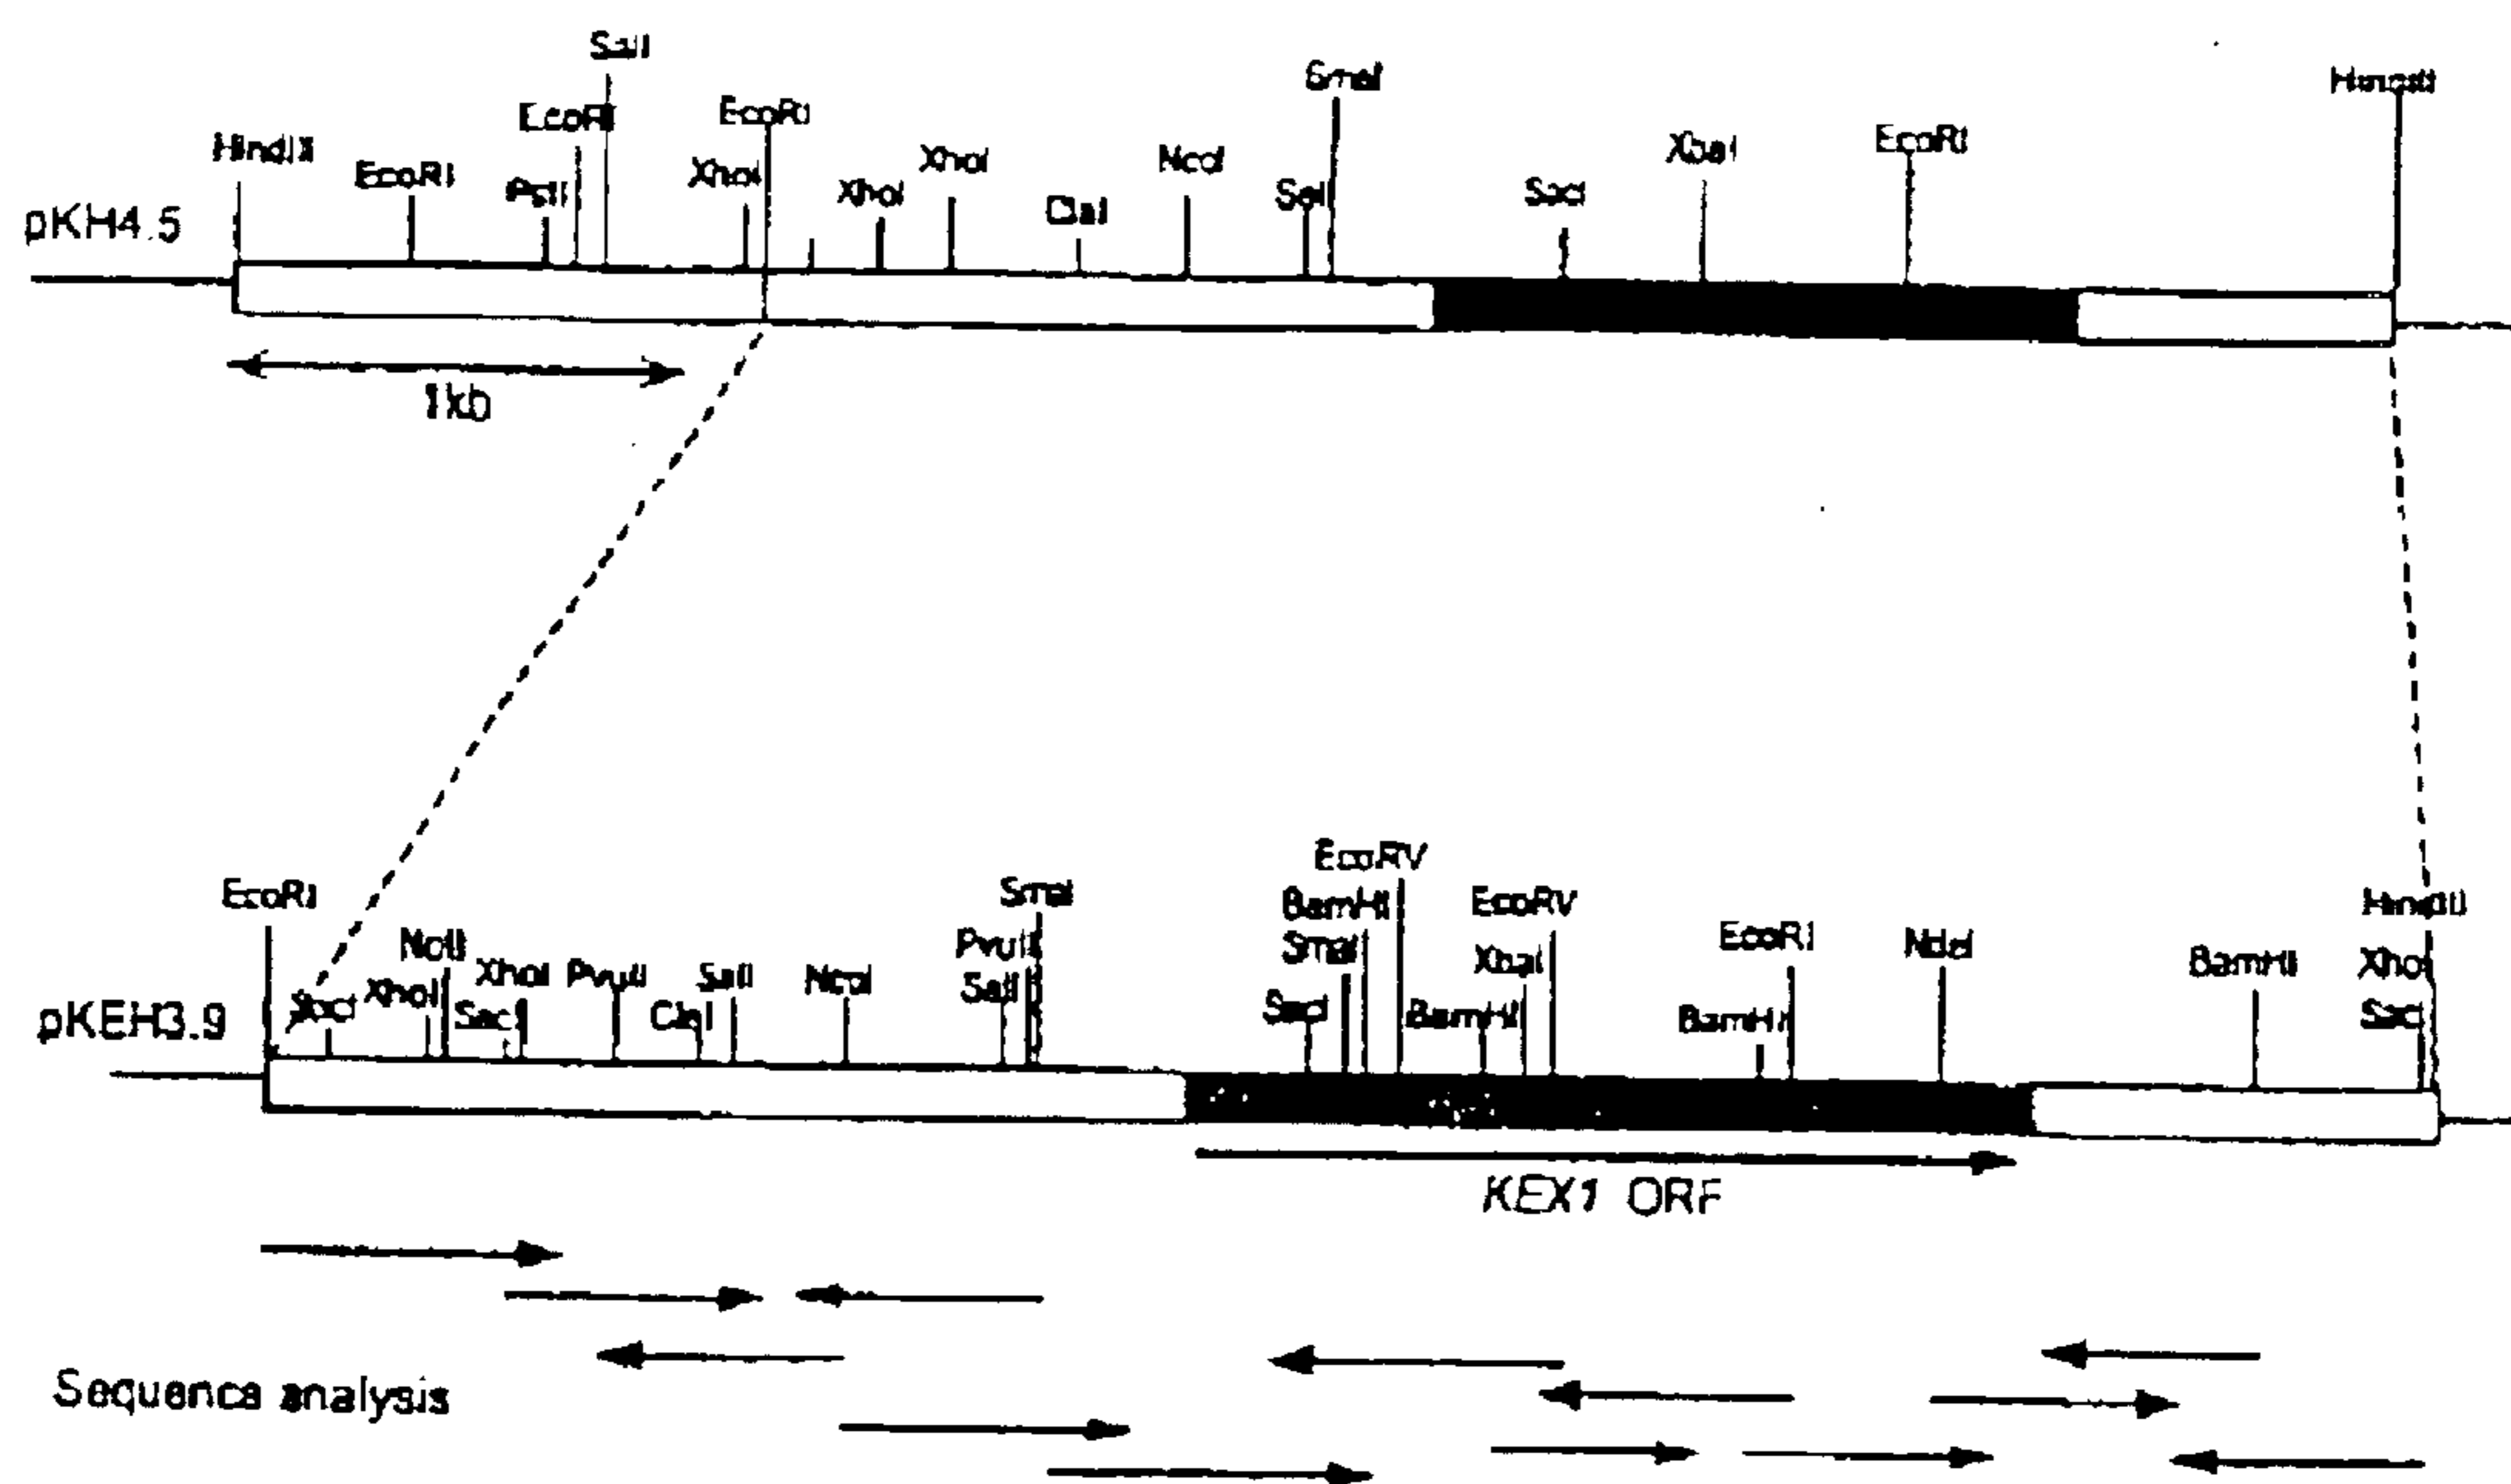 SalI
SmaI
HindIII
EcoRI
EcoRI
HindIII
EcoRI
PstI
XhoI
XhoI
XhoI
ClaI
NcoI
SalI
SacI
XbaI
EcoRI
pKH4.5
1kb
EcoRV
EcoRI
SmaI
BamHI
EcoRV
HindIII
NotI
XhoI
PvuII
SalI
NcoI
PvuII
SmaI
XbaI
EcoRI
NdeI
BamHI
XhoI
XhoI
SacI
ClaI
SalI
SacI
BamHI
BamHI
SacI
pKEH3.9
KEX1 ORF
Sequence analysis